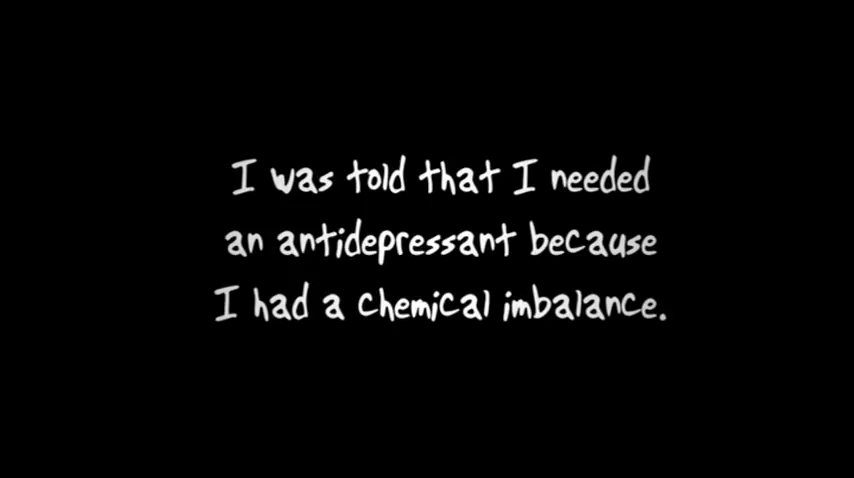 I was told that I needed
an antidepressant because
I had a chemical imbalance.